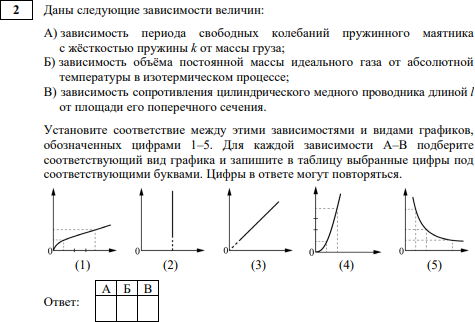 2
Даны следующие зависимости величин:
А) зависимость периода свободных колебаний пружинного маятника
с жёсткостью пружины k от массы груза;
Б) зависимость объёма постоянной массы идеального газа от абсолютной
температуры в изотермическом процессе;
В) зависимость сопротивления цилиндрического медного проводника длиной l
от площади его поперечного сечения.
Установите соответствие между этими зависимостями и видами графиков,
обозначенных цифрами 1–5. Для каждой зависимости А–В подберите
соответствующий вид графика и запишите в таблицу выбранные цифры под
соответствующими буквами. Цифры в ответе могут повторяться.
0 0 0 0 0
(1) (2) (3) (4) (5)
А Б В
Ответ: